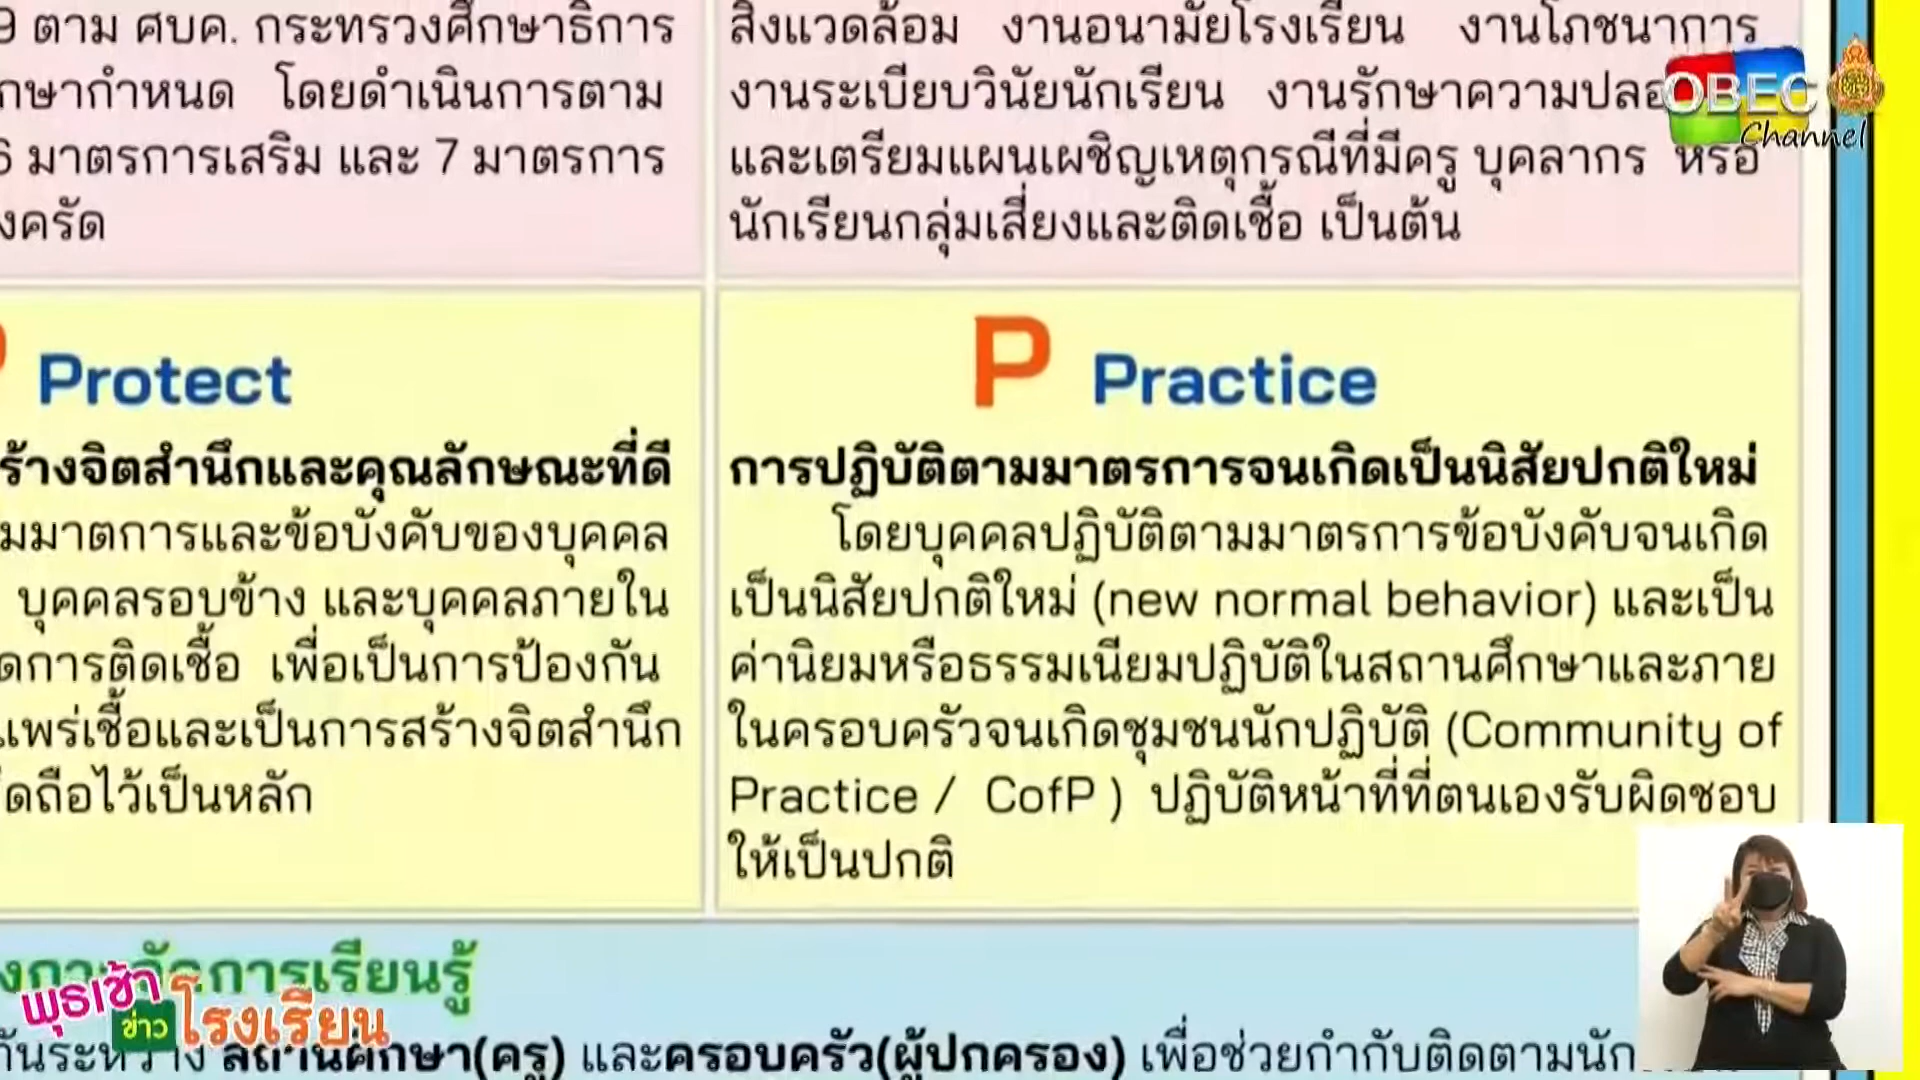 9 ตาม ศบค. กระทรวงศึกษาธิการ
กษากำหนด โดยดำเนินการตาม
6 มาตรการเสริม และ 7 มาตรการ
งครัด
สิ่งแวดล้อม งานอนามัยโรงเรียน งานโภชนาการ
งานระเบียบวินัยนักเรียน งานรักษาความปลอ
และเตรียมแผนเผชิญเหตุกรณีที่มีครู บุคลากร หรือ
นักเรียนกลุ่มเสี่ยงและติดเชื้อ เป็นต้น
OBEC
Channel
Protect
ร้างจิตสำนึกและคุณลักษณะที่ดี
มมาตการและข้อบังคับของบุคคล
บุคคลรอบข้าง และบุคคลภายใน
ดการติดเชื้อ เพื่อเป็นการป้องกัน
แพร่เชื้อและเป็นการสร้างจิตสำนึก
ดถือไว้เป็นหลัก
P Practice
การปฏิบัติตามมาตรการจนเกิดเป็นนิสัยปกติใหม่
โดยบุคคลปฏิบัติตามมาตรการข้อบังคับจนเกิด
เป็นนิสัยปกติใหม่ (new normal behavior) และเป็น
ค่านิยมหรือธรรมเนียมปฏิบัติในสถานศึกษาและภาย
ในครอบครัวจนเกิดชุมชนนักปฏิบัติ (Community of
Practice / CofP ) ปฏิบัติหน้าที่ที่ตนเองรับผิดชอบ
ให้เป็นปกติ
การเรียนรู้
พุธเช้า
ข่าว
โรงเรียน
กันระหว่าง สถานศึกษา(ครู) และครอบครัว(ผู้ปกครอง) เพื่อช่วยกำกับติดตามนัก